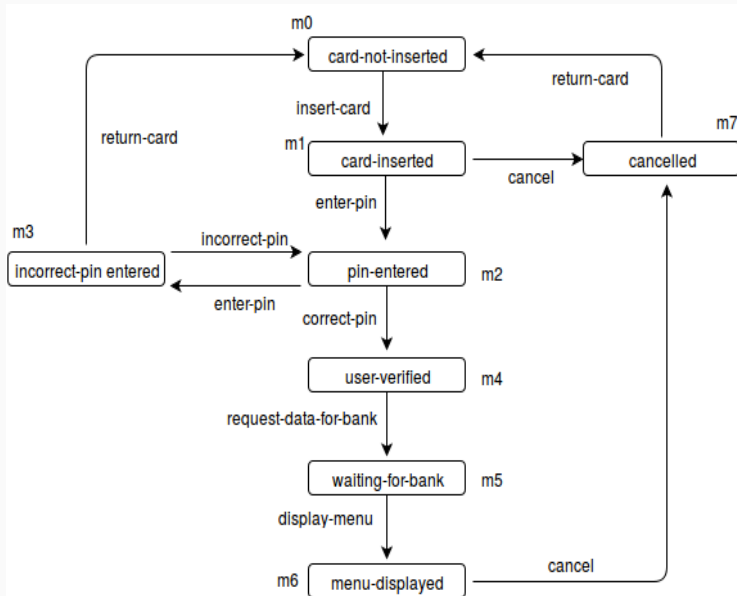 m0
card-not-inserted
return-card
insert-card
m7
return-card
m1
card-inserted
cancelled
cancel
enter-pin
m3
incorrect-pin
incorrect-pin entered
pin-entered
m2
enter-pin
correct-pin
user-verified
m4
request-data-for-bank
waiting-for-bank
m5
display-menu
cancel
m6
menu-displayed